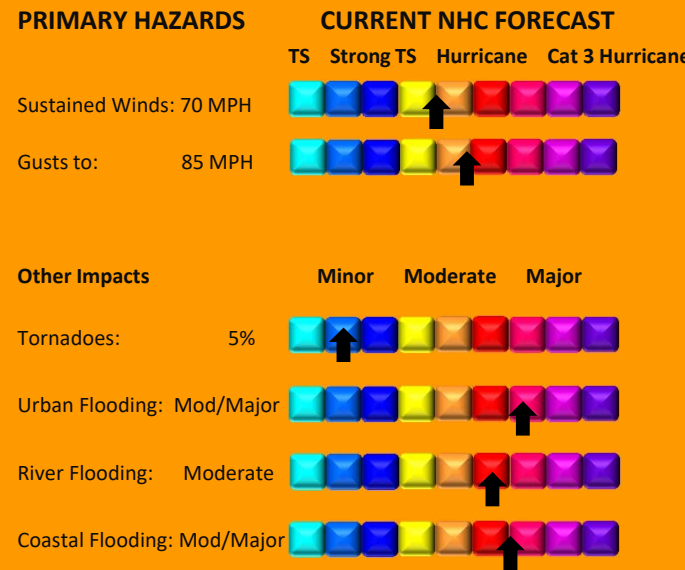 PRIMARY HAZARDS CURRENT NHC FORECAST
TS Strong TS Hurricane Cat 3 Hurricane
Sustained Winds: 70 MPH
Gusts to: 85 MPH
Other Impacts Minor Moderate Major
Tornadoes: 5%
Urban Flooding: Mod/Major
River Flooding: Moderate
Coastal Flooding: Mod/Major